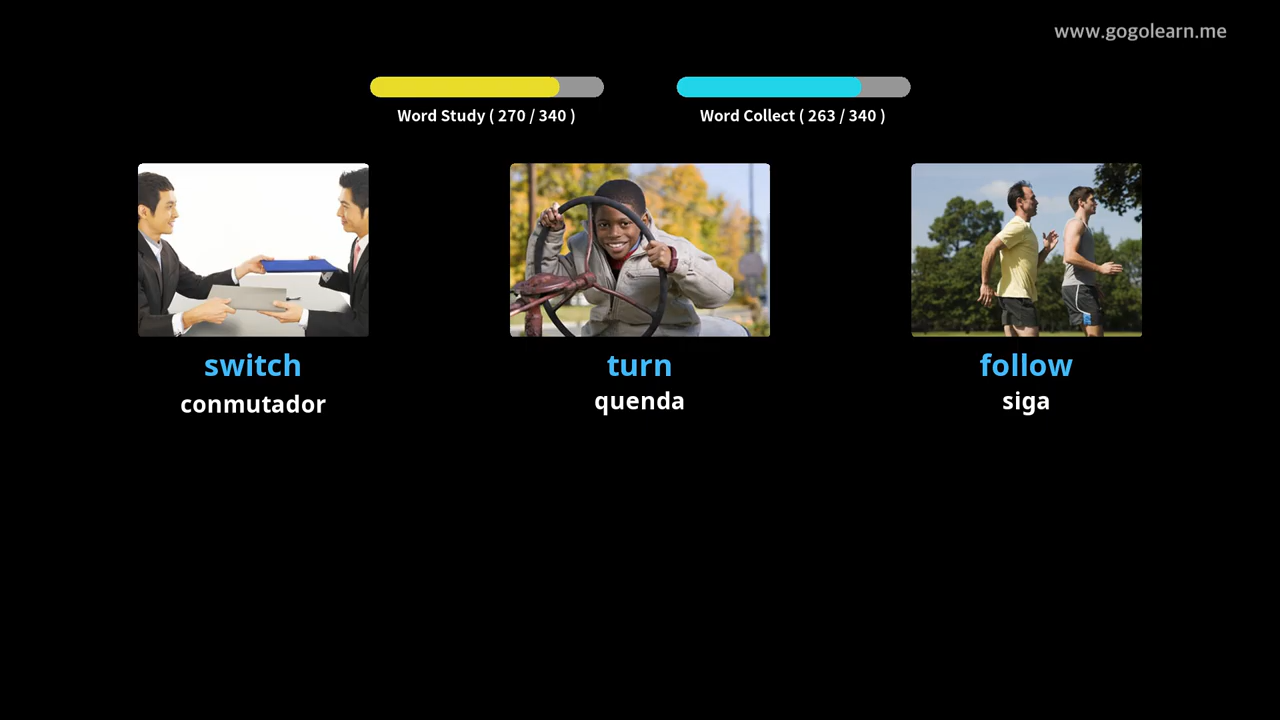 www.gogolearn.me
Word Study ( 270 / 340 )
Word Collect ( 263 / 340 )
switch
turn
follow
conmutador
quenda
siga